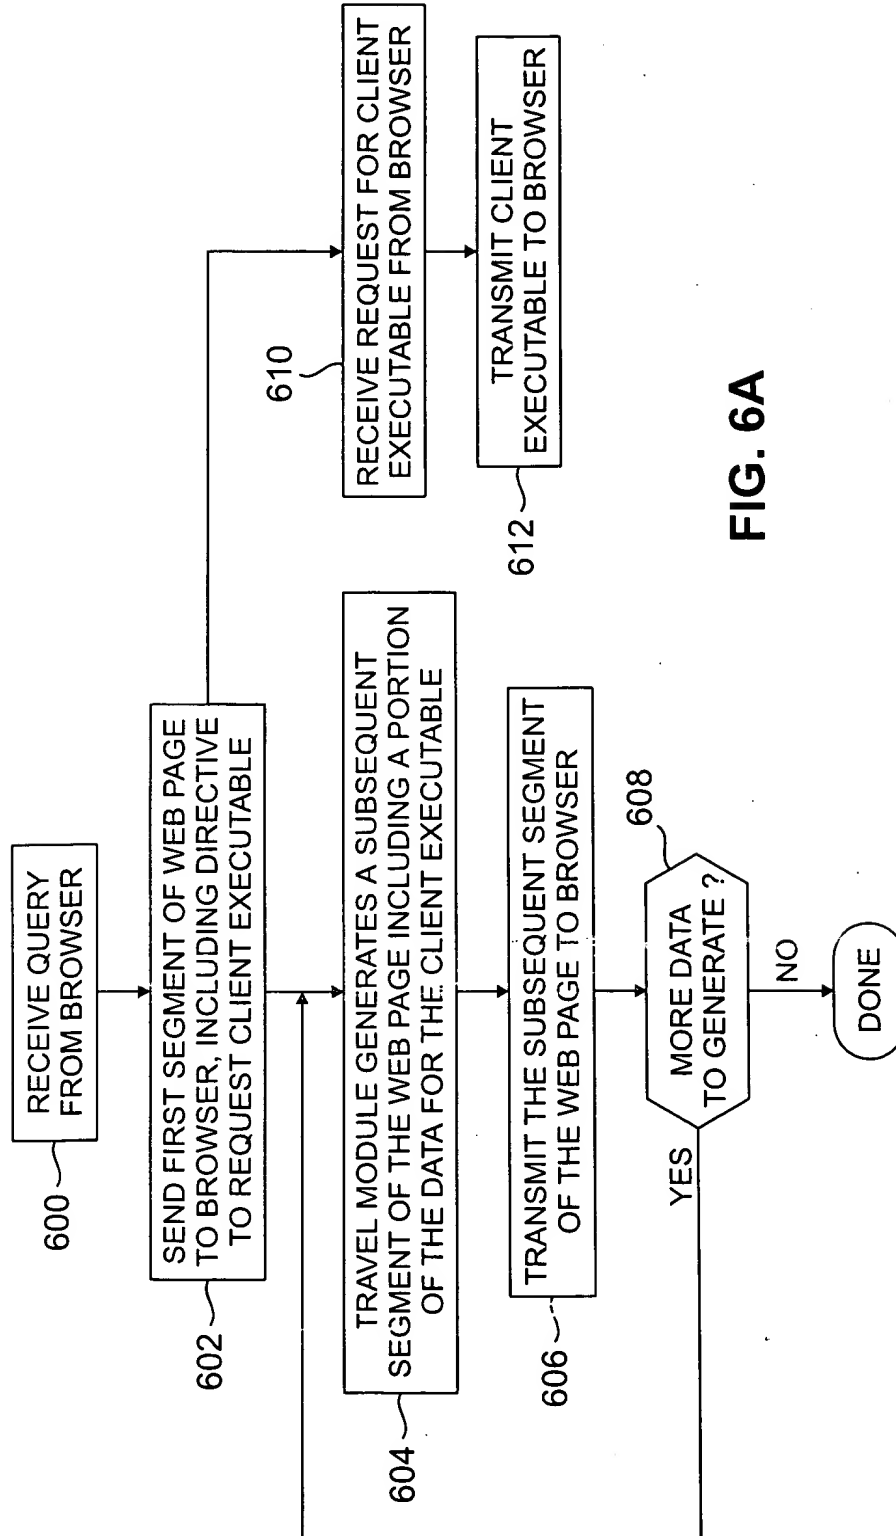 600
RECEIVE QUERY
FROM BROWSER
602
SEND FIRST SEGMENT OF WEB PAGE
TO BROWSER, INCLUDING DIRECTIVE
TO REQUEST CLIENT EXECUTABLE
604
TRAVEL MODULE GENERATES A SUBSEQUENT
SEGMENT OF THE WEB PAGE INCLUDING A PORTION
OF THE DATA FOR THE CLIENT EXECUTABLE
606
TRANSMIT THE SUBSEQUENT SEGMENT
OF THE WEB PAGE TO BROWSER
608
MORE DATA
TO GENERATE ?
YES
NO
DONE
610
RECEIVE REQUEST FOR CLIENT
EXECUTABLE FROM BROWSER
612
TRANSMIT CLIENT
EXECUTABLE TO BROWSER
FIG. 6A